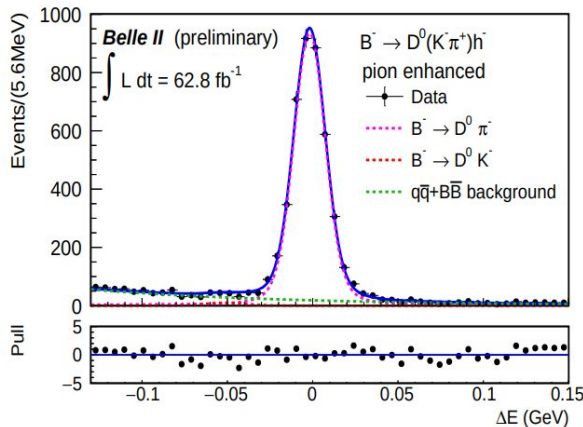 Events/(5.6MeV)
1000
800
600
400
200
0
Belle II (preliminary)
∫ L dt = 62.8 fb⁻¹
B⁻ → D⁰(K⁻π⁺)h⁻
pion enhanced
Data
B⁻ → D⁰ π⁻
B⁻ → D⁰ K⁻
qq̄+BB̄ background
Pull
5
0
−5
−0.1 −0.05 0 0.05 0.1 0.15
ΔE (GeV)